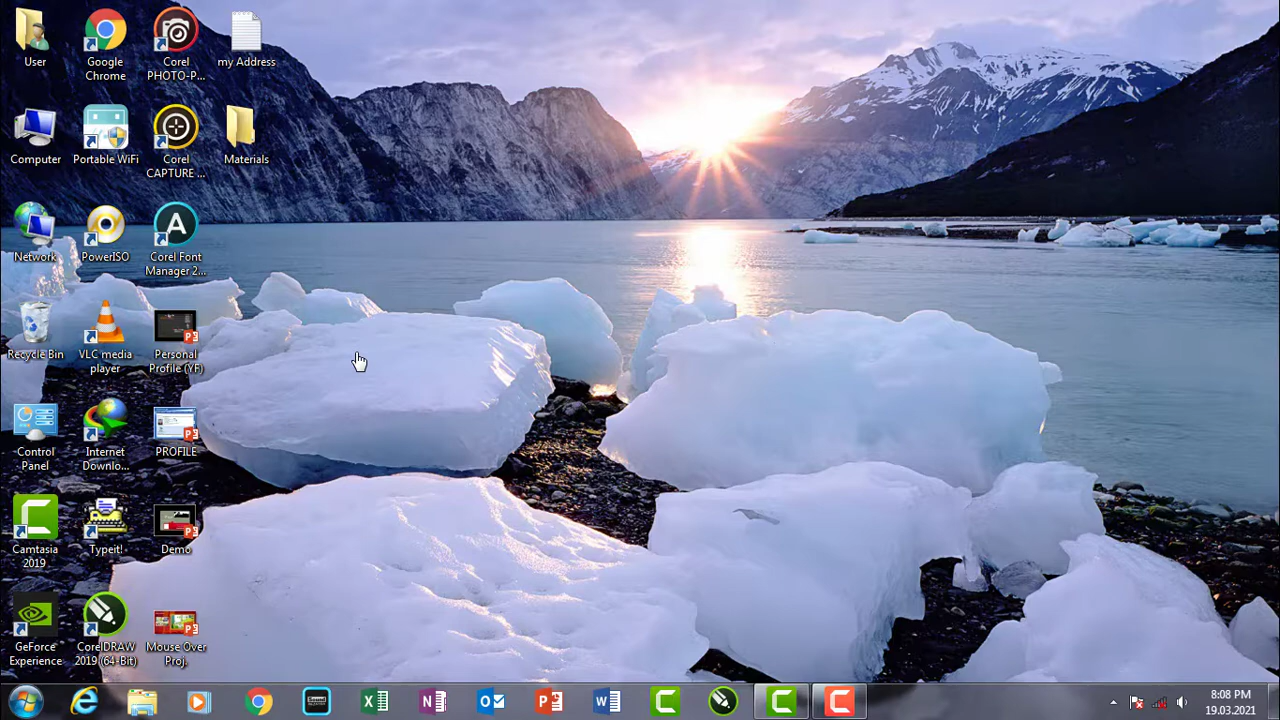 User
Google
Chrome
Corel
PHOTO-P...
my Address
Computer
Portable WiFi
Corel
CAPTURE ...
Materials
Network
PowerISO
Corel Font
Manager 2...
Recycle Bin
VLC media
player
Personal
Profile (YF)
Control
Panel
Internet
Downlo...
PROFILE
Camtasia
2019
Typeit!
Demo
GeForce
Experience
CorelDRAW
2019 (64-Bit)
Mouse Over
Proj.
8:08 PM
19.03.2021